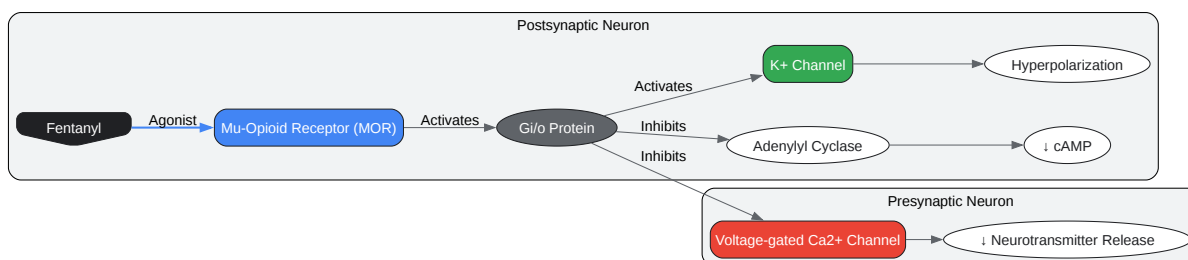 Postsynaptic Neuron
K+ Channel
Hyperpolarization
Activates
Fentanyl
Agonist
Mu-Opioid Receptor (MOR)
Activates
Gi/o Protein
Inhibits
Adenylyl Cyclase
↓ cAMP
Inhibits
Presynaptic Neuron
Voltage-gated Ca2+ Channel
↓ Neurotransmitter Release